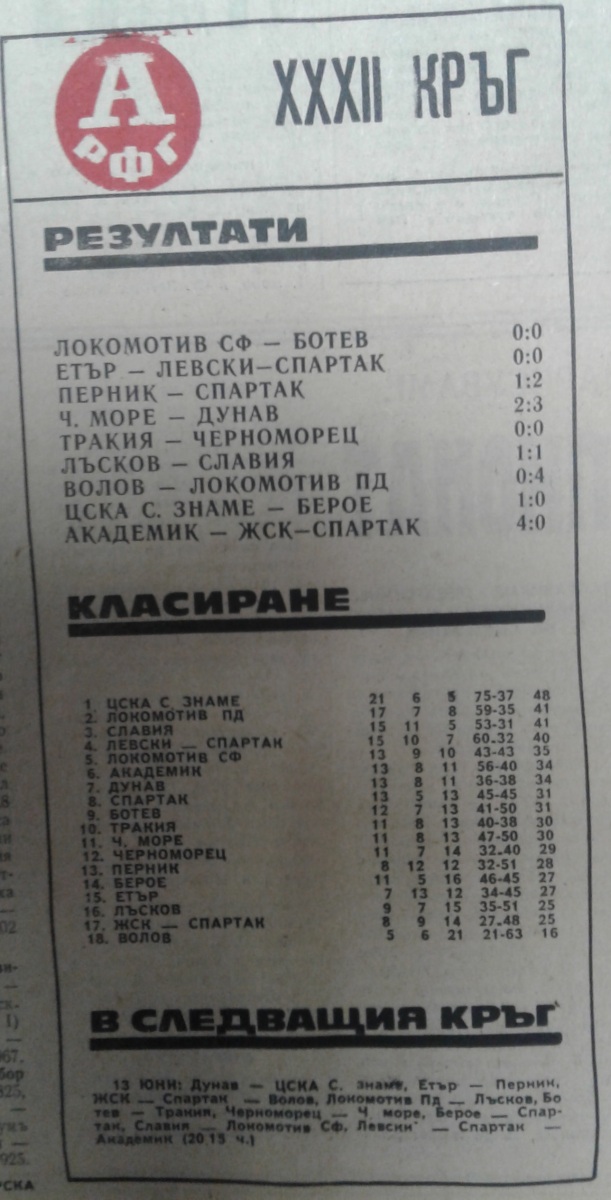 А
РФГ
XXXII КРЪГ
РЕЗУЛТАТИ
ЛОКОМОТИВ СФ — БОТЕВ 0:0
ЕТЪР — ЛЕВСКИ—СПАРТАК 0:0
ПЕРНИК — СПАРТАК 1:2
Ч. МОРЕ — ДУНАВ 2:3
ТРАКИЯ — ЧЕРНОМОРЕЦ 0:0
ЛЪСКОВ — СЛАВИЯ 1:1
ВОЛОВ — ЛОКОМОТИВ ПД 0:4
ЦСКА С. ЗНАМЕ — БЕРОЕ 1:0
АКАДЕМИК — ЖСК—СПАРТАК 4:0
КЛАСИРАНЕ
1. ЦСКА С. ЗНАМЕ 21 6 5 75-37 48
2. ЛОКОМОТИВ ПД 17 7 8 59-35 41
3. СЛАВИЯ 15 11 5 53-31 41
4. ЛЕВСКИ — СПАРТАК 15 10 7 60-32 40
5. ЛОКОМОТИВ СФ 13 9 10 43-43 35
6. АКАДЕМИК 13 8 11 56-40 34
7. ДУНАВ 13 8 11 36-38 34
8. СПАРТАК 13 5 13 45-45 31
9. БОТЕВ 12 7 13 41-50 31
10. ТРАКИЯ 11 8 13 40-38 30
11. Ч. МОРЕ 11 8 13 47-50 30
12. ЧЕРНОМОРЕЦ 11 7 14 32-40 29
13. ПЕРНИК 8 12 12 32-51 28
14. БЕРОЕ 11 5 16 46-45 27
15. ЕТЪР 7 13 12 34-45 27
16. ЛЪСКОВ 9 7 15 35-51 25
17. ЖСК — СПАРТАК 8 9 14 27-48 25
18. ВОЛОВ 5 6 21 21-63 16
В СЛЕДВАЩИЯ КРЪГ
13 ЮНИ: Дунав — ЦСКА С. знаме, Етър — Перник,
ЖСК — Спартак — Волов, Локомотив Пд — Лъсков, Бо
тев — Тракия, Черноморец — Ч. море, Берое — Спар-
так, Славия — Локомотив Сф, Левски — Спартак —
Академик (20,15 ч.)
02
967.
925.
РСКА